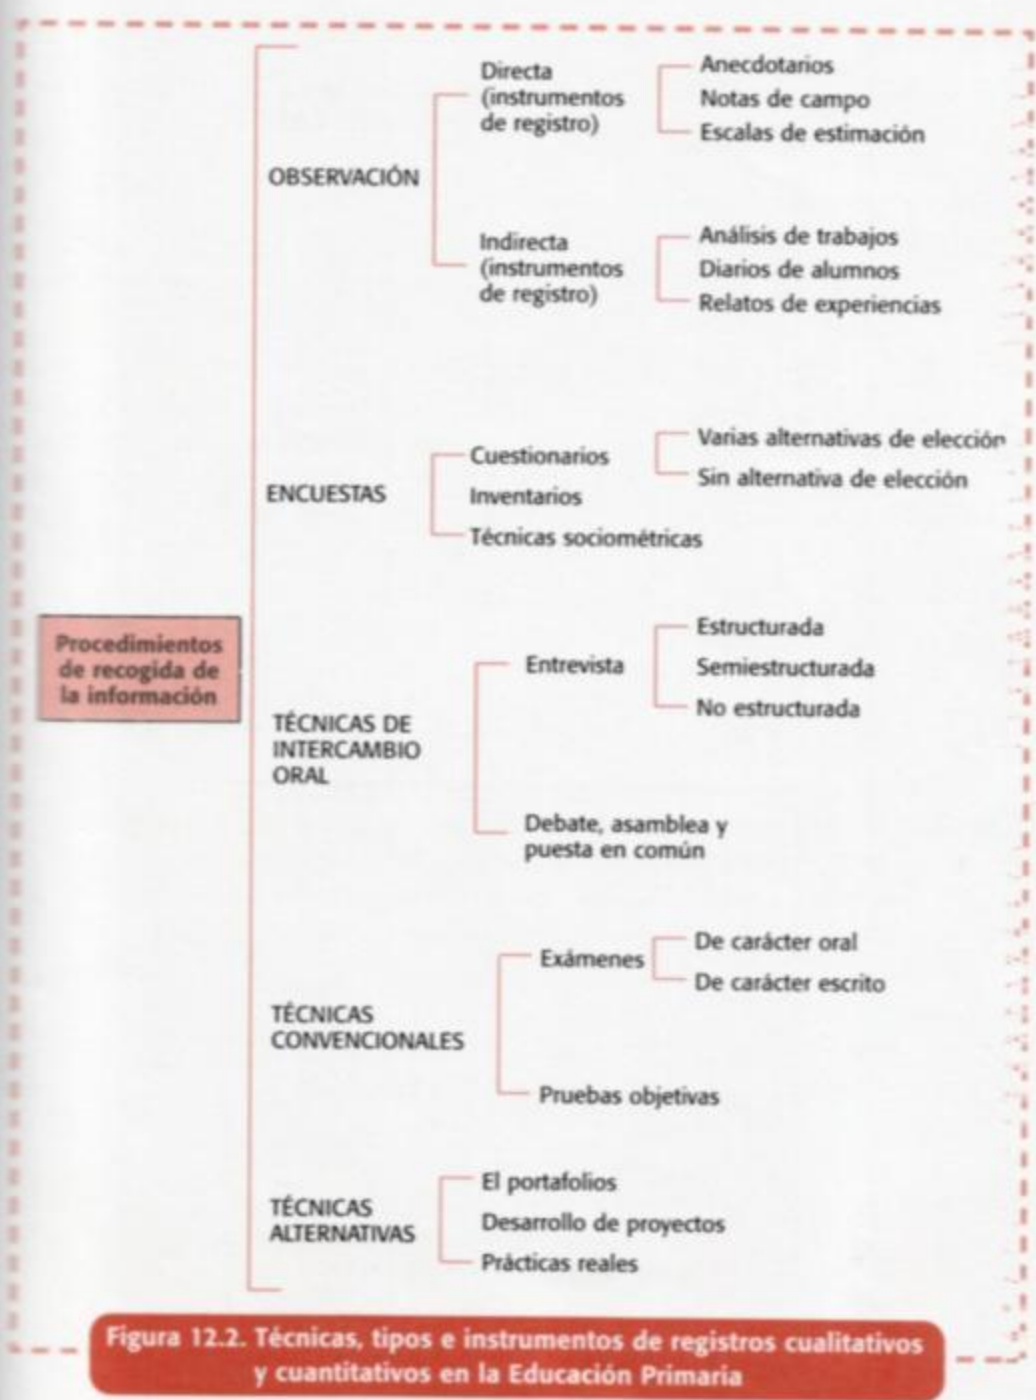 Directa
(instrumentos
de registro)
Anecdotarios
Notas de campo
Escalas de estimación
OBSERVACIÓN
Indirecta
(instrumentos
de registro)
Análisis de trabajos
Diarios de alumnos
Relatos de experiencias
ENCUESTAS
Cuestionarios
Varias alternativas de elección
Sin alternativa de elección
Inventarios
Técnicas sociométricas
Procedimientos
de recogida de
la información
TÉCNICAS DE
INTERCAMBIO
ORAL
Entrevista
Estructurada
Semiestructurada
No estructurada
Debate, asamblea y
puesta en común
TÉCNICAS
CONVENCIONALES
Exámenes
De carácter oral
De carácter escrito
Pruebas objetivas
TÉCNICAS
ALTERNATIVAS
El portafolios
Desarrollo de proyectos
Prácticas reales
Figura 12.2. Técnicas, tipos e instrumentos de registros cualitativos
y cuantitativos en la Educación Primaria